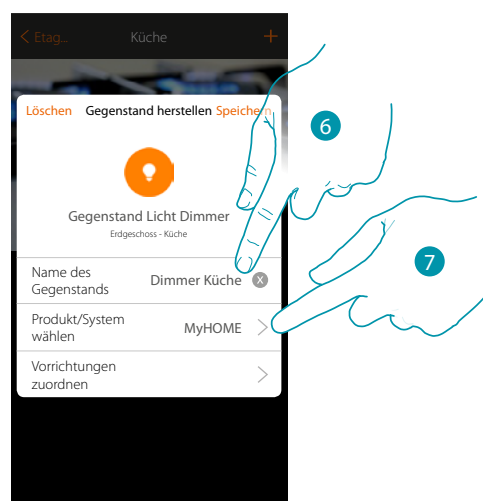 Etag...
Küche
+
Löschen
Gegenstand herstellen
Speichern
6
Gegenstand Licht Dimmer
Erdgeschoss - Küche
7
Name des
Gegenstands
Dimmer Küche
X
Produkt/System
wählen
MyHOME
Vorrichtungen
zuordnen